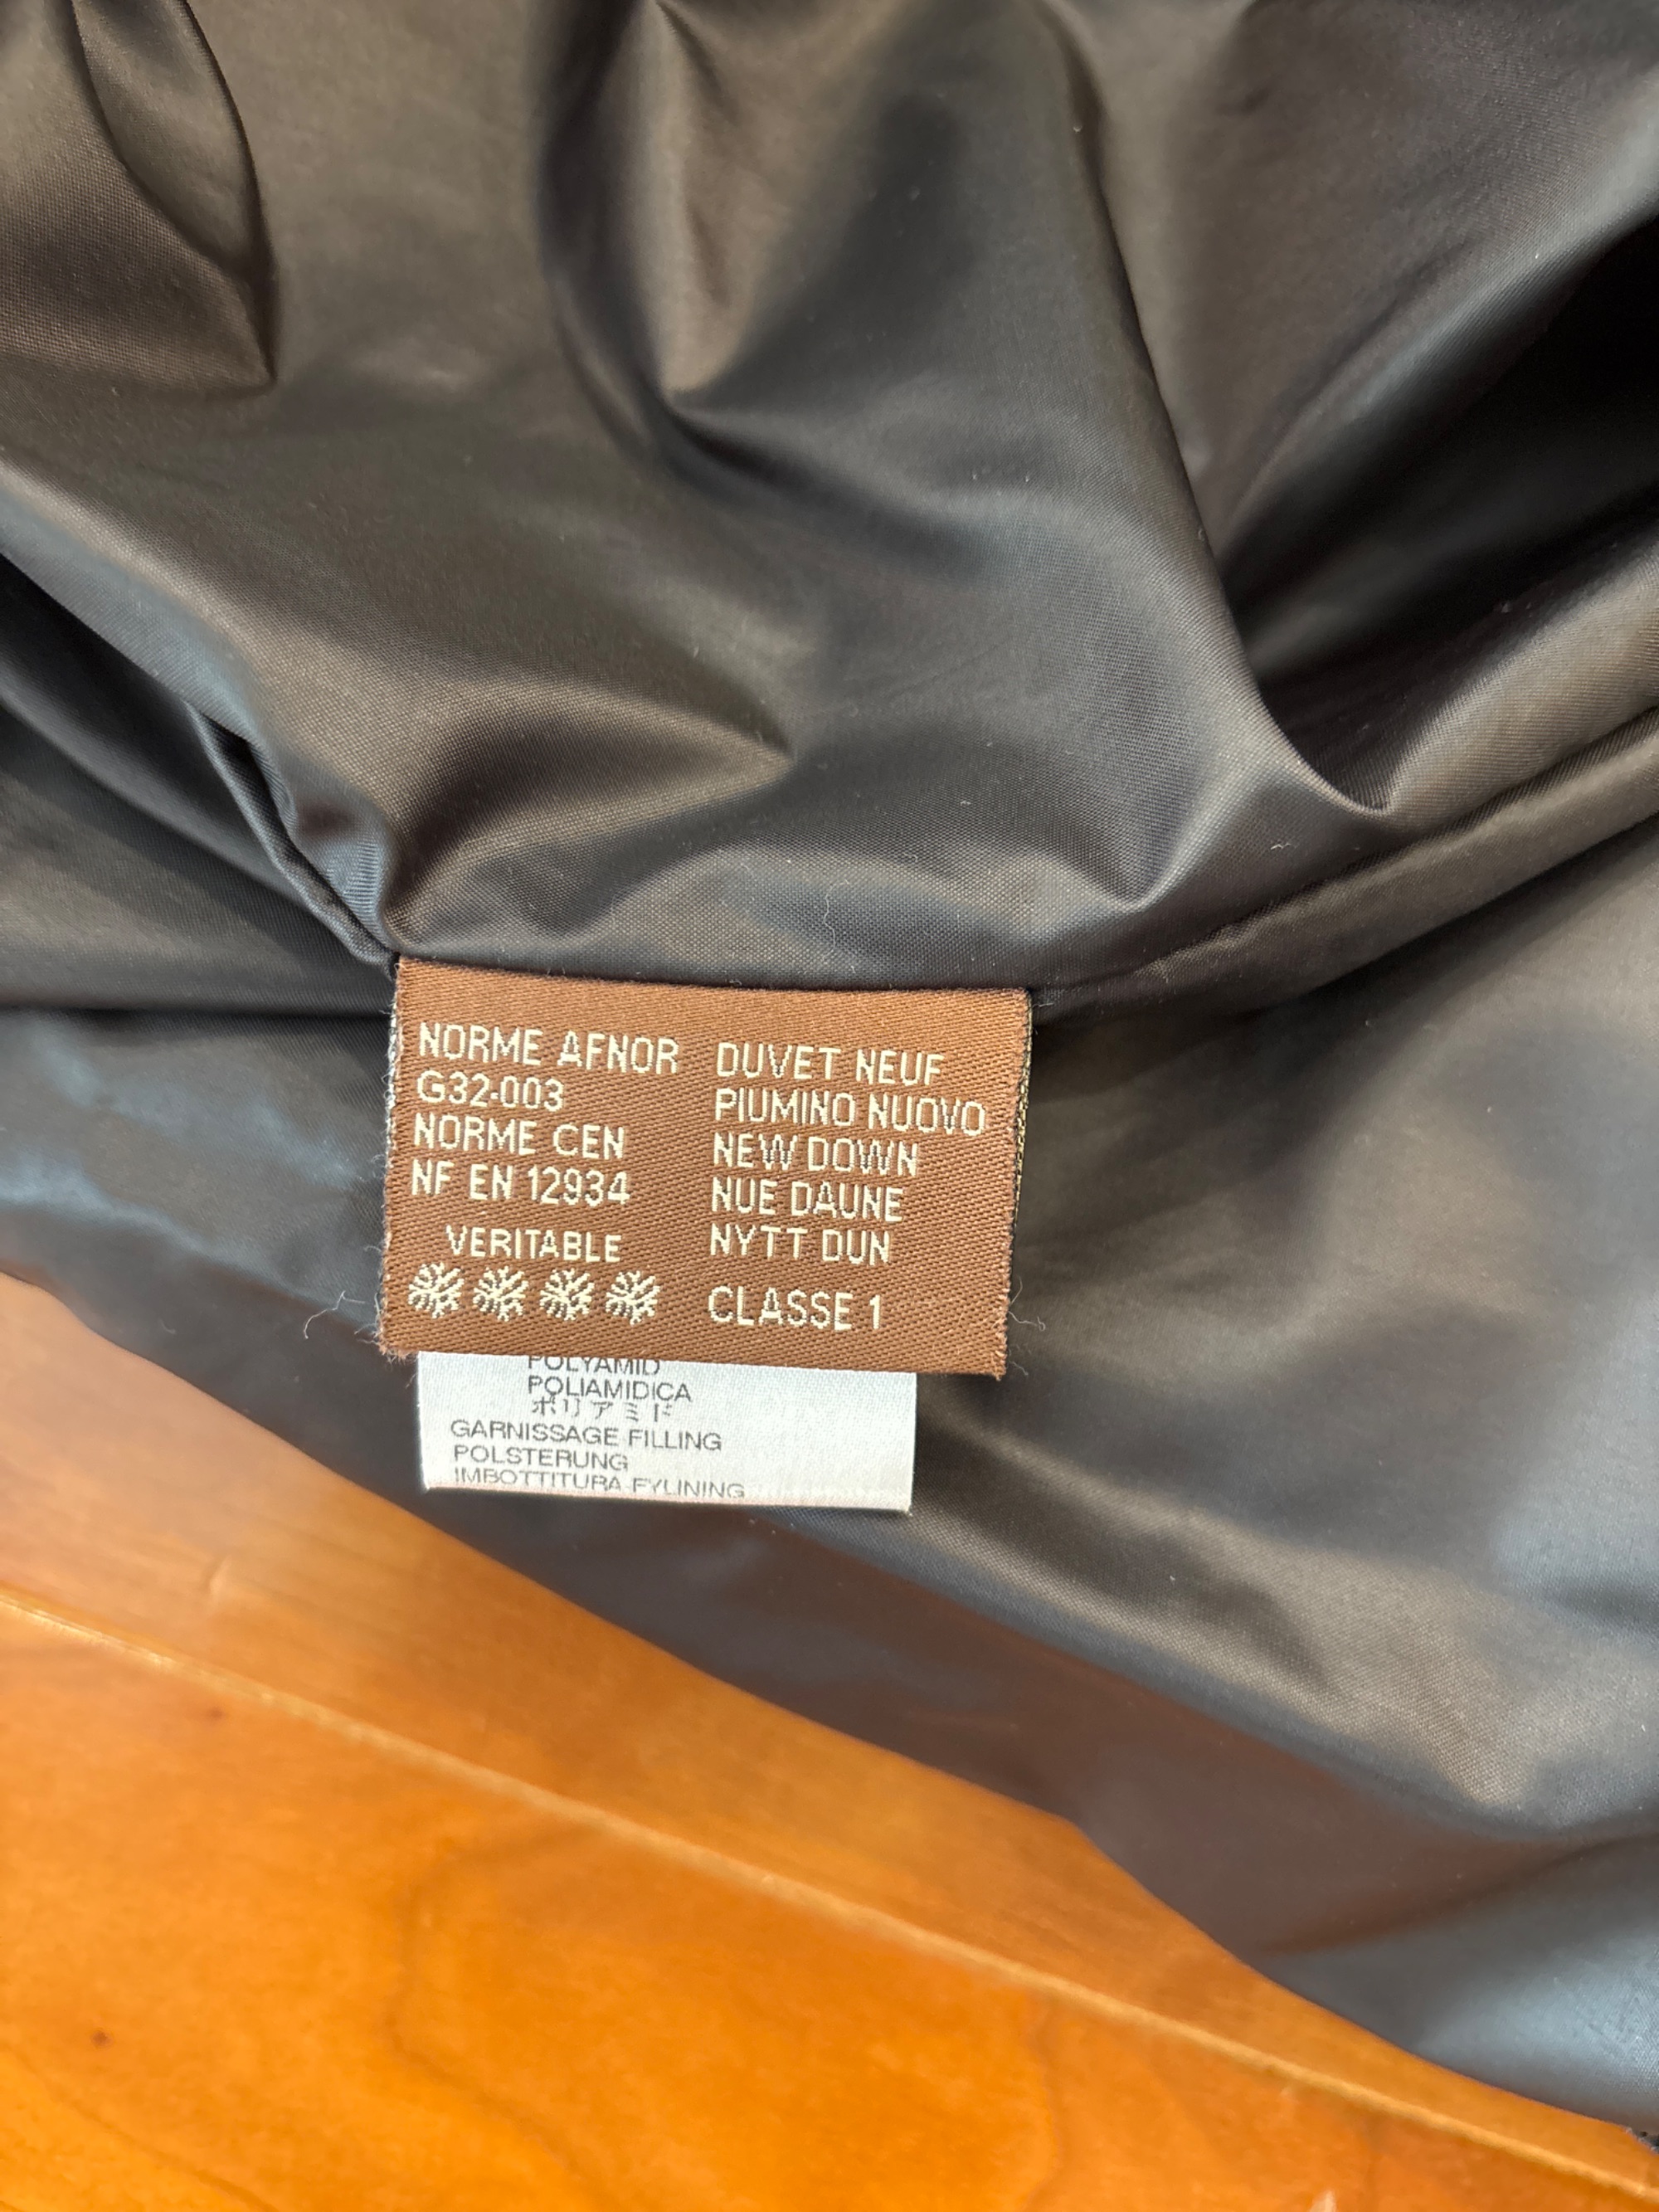 NORME AFNOR
G32-003
NORME CEN
NF EN 12934
VERITABLE
DUVET NEUF
PIUMINO NUOVO
NEW DOWN
NUE DAUNE
NYTT DUN
CLASSE 1
POLYAMID
POLIAMIDICA
ポリアミド
GARNISSAGE FILLING
POLSTERUNG
IMBOTTITURA FYLINING